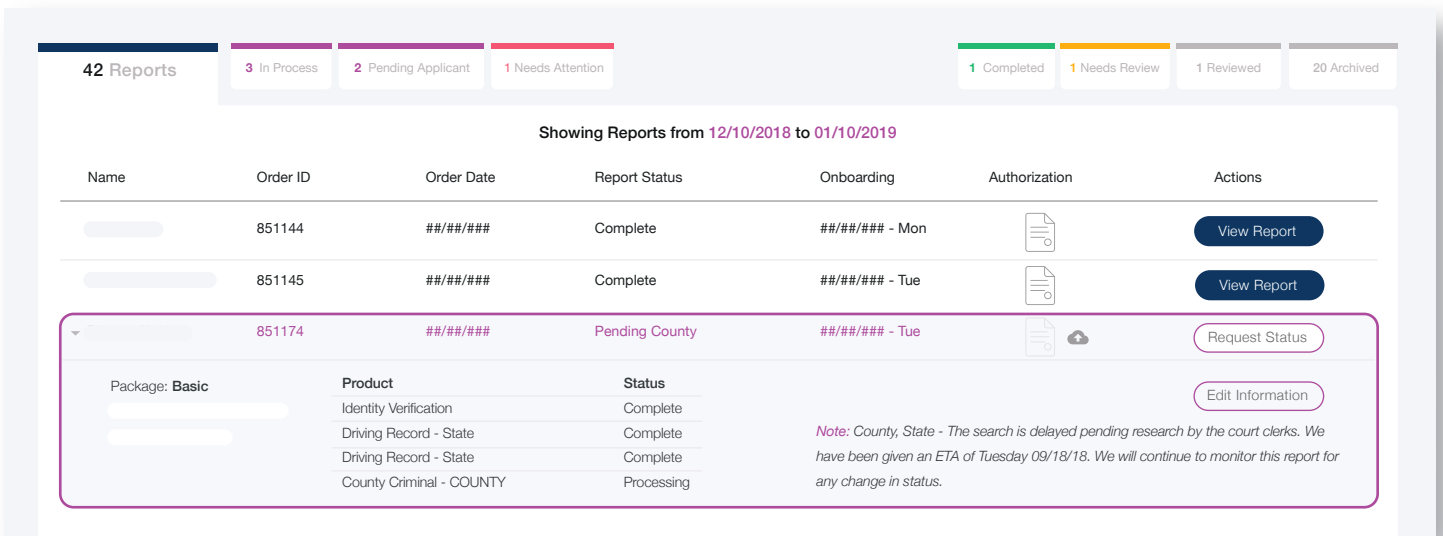 42 Reports
3 In Process
2 Pending Applicant
1 Needs Attention
1 Completed
1 Needs Review
1 Reviewed
20 Archived
Showing Reports from 12/10/2018 to 01/10/2019
Name Order ID Order Date Report Status Onboarding Authorization Actions
851144 ##/##/### Complete ##/##/### - Mon View Report
851145 ##/##/### Complete ##/##/### - Tue View Report
851174 ##/##/### Pending County ##/##/### - Tue Request Status
Package: Basic
Product Status
Identity Verification Complete
Driving Record - State Complete
Driving Record - State Complete
County Criminal - COUNTY Processing
Edit Information
Note: County, State - The search is delayed pending research by the court clerks. We
have been given an ETA of Tuesday 09/18/18. We will continue to monitor this report for
any change in status.